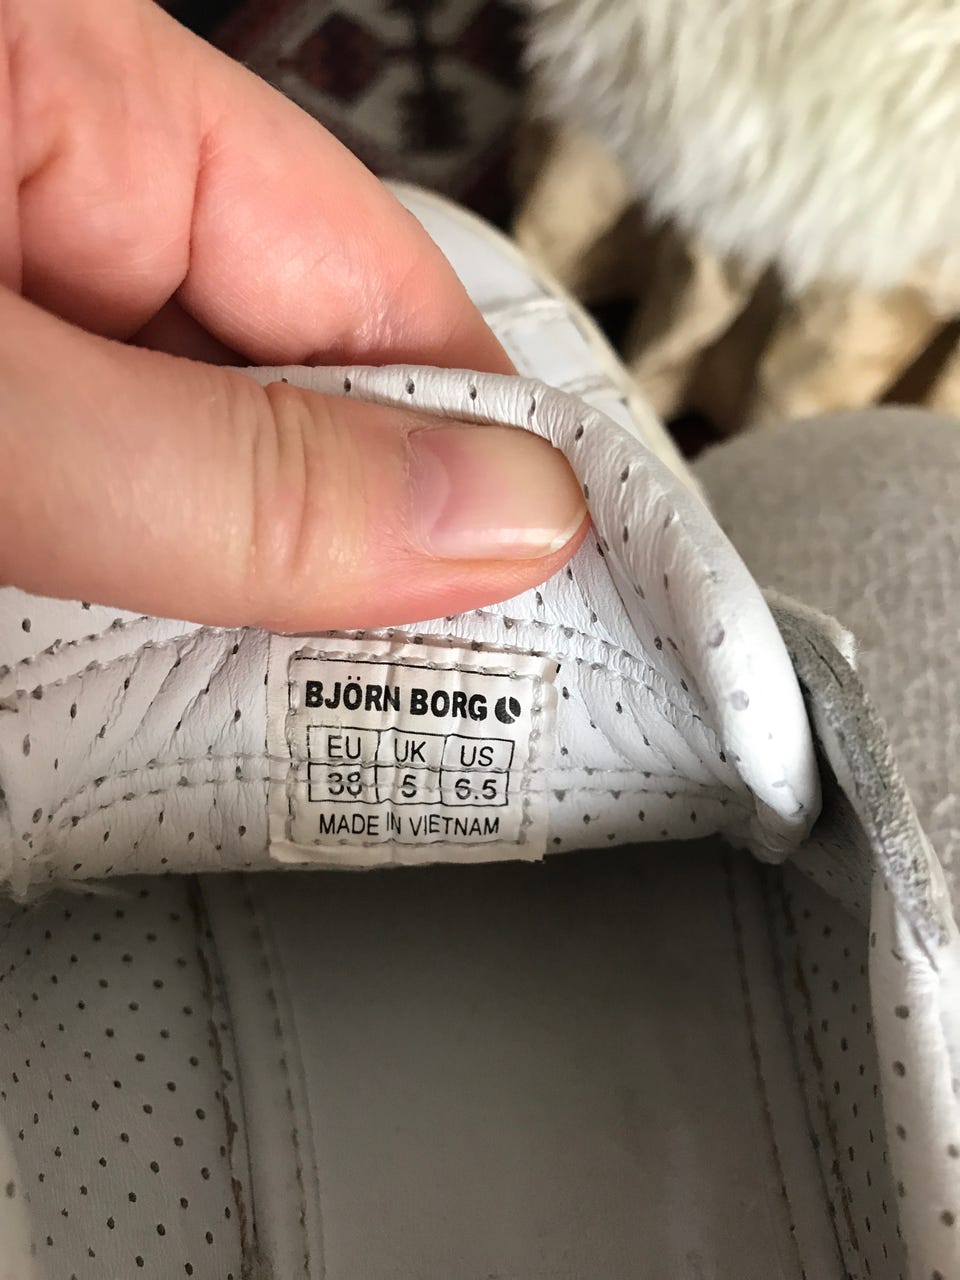 BJÖRN BORG
EU UK US
38 5 6.5
MADE IN VIETNAM